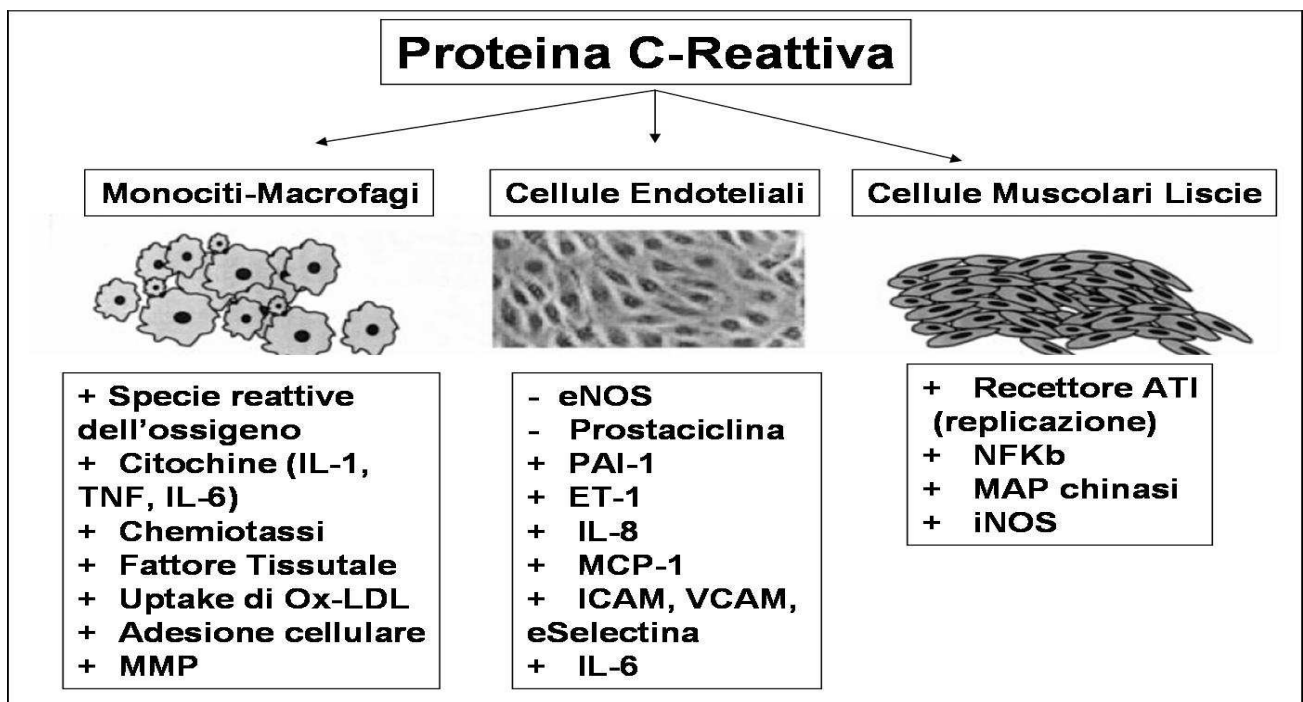 Proteina C-Reattiva
Monociti-Macrofagi
Cellule Endoteliali
Cellule Muscolari Liscie
+ Specie reattive
dell'ossigeno
+ Citochine (IL-1,
TNF, IL-6)
+ Chemiotassi
+ Fattore Tissutale
+ Uptake di Ox-LDL
+ Adesione cellulare
+ MMP
- eNOS
- Prostaciclina
+ PAI-1
+ ET-1
+ IL-8
+ MCP-1
+ ICAM, VCAM,
eSelectina
+ IL-6
+ Recettore ATI
(replicazione)
+ NFKb
+ MAP chinasi
+ iNOS